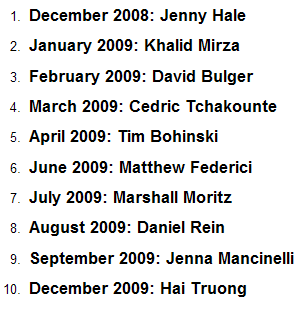 1. December 2008: Jenny Hale
2. January 2009: Khalid Mirza
3. February 2009: David Bulger
4. March 2009: Cedric Tchakounte
5. April 2009: Tim Bohinski
6. June 2009: Matthew Federici
7. July 2009: Marshall Moritz
8. August 2009: Daniel Rein
9. September 2009: Jenna Mancinelli
10. December 2009: Hai Truong